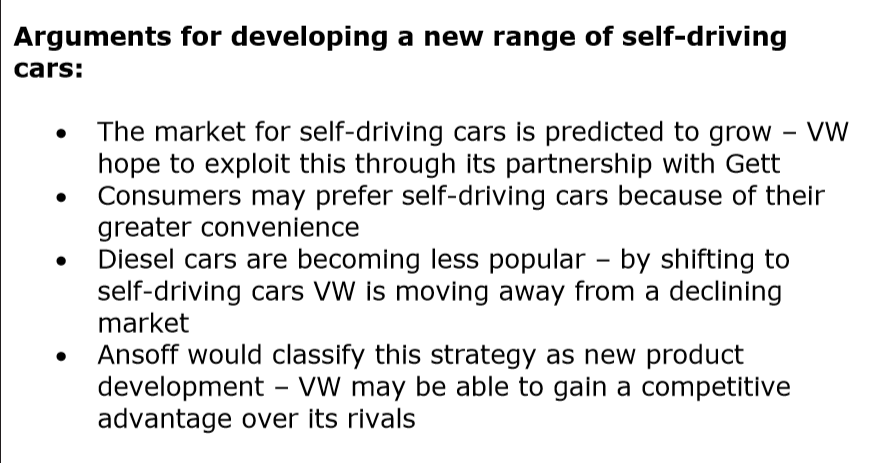 Arguments for developing a new range of self-driving
cars:
• The market for self-driving cars is predicted to grow – VW
hope to exploit this through its partnership with Gett
• Consumers may prefer self-driving cars because of their
greater convenience
• Diesel cars are becoming less popular – by shifting to
self-driving cars VW is moving away from a declining
market
• Ansoff would classify this strategy as new product
development – VW may be able to gain a competitive
advantage over its rivals